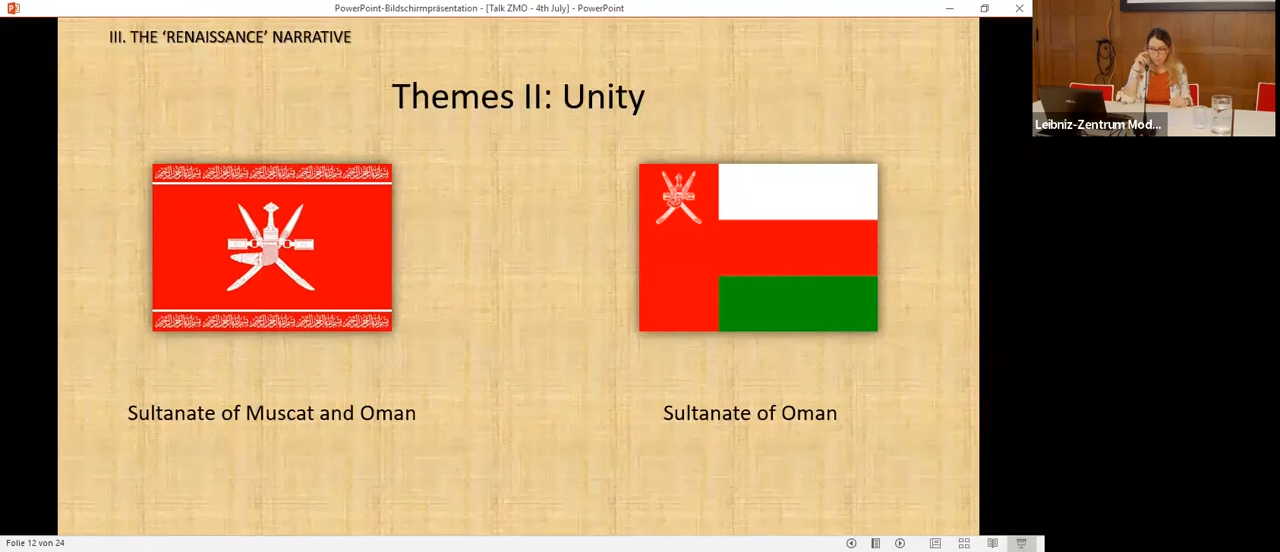 PowerPoint-Bildschirmpräsentation - [Talk ZMO - 4th July] - PowerPoint
III. THE ‘RENAISSANCE’ NARRATIVE
Themes II: Unity
Sultanate of Muscat and Oman
Sultanate of Oman
Leibniz-Zentrum Mod...
Folie 12 von 24